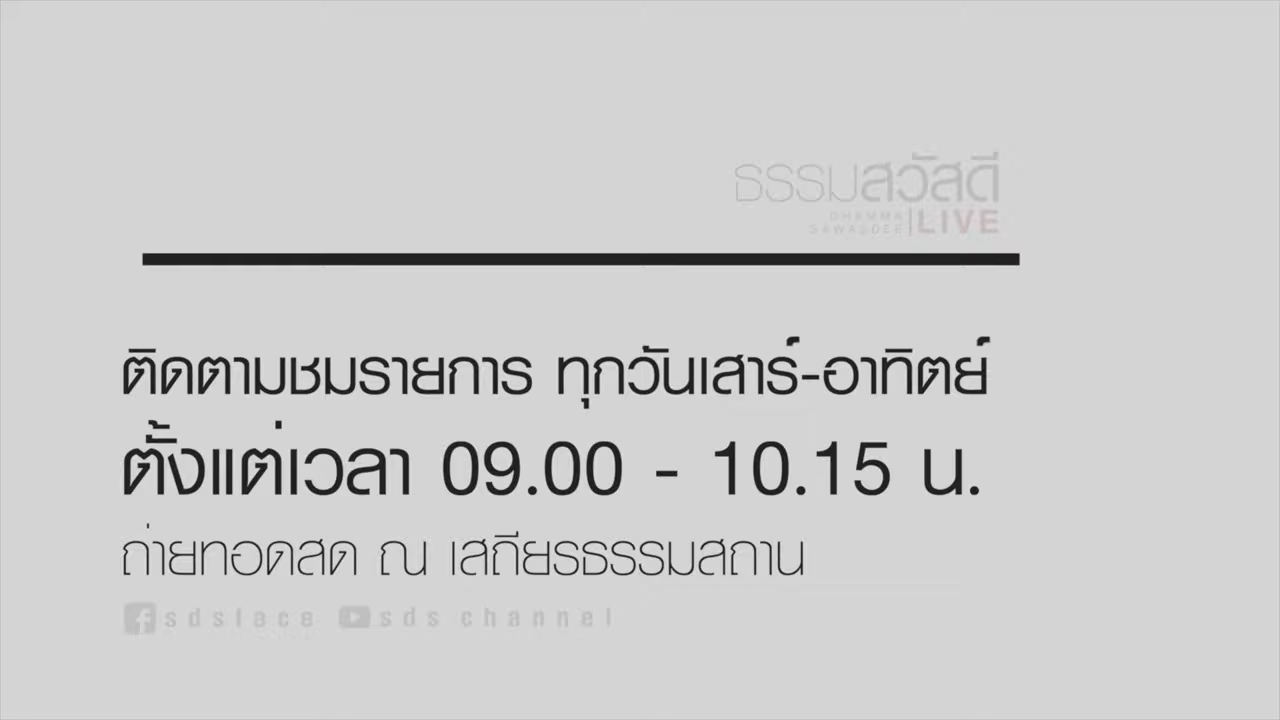 ธรรมสวัสดี
DHAMMA
SAWASDEE | LIVE
ติดตามชมรายการ ทุกวันเสาร์-อาทิตย์
ตั้งแต่เวลา 09.00 - 10.15 น.
ถ่ายทอดสด ณ เสถียรธรรมสถาน
sdsface sds channel